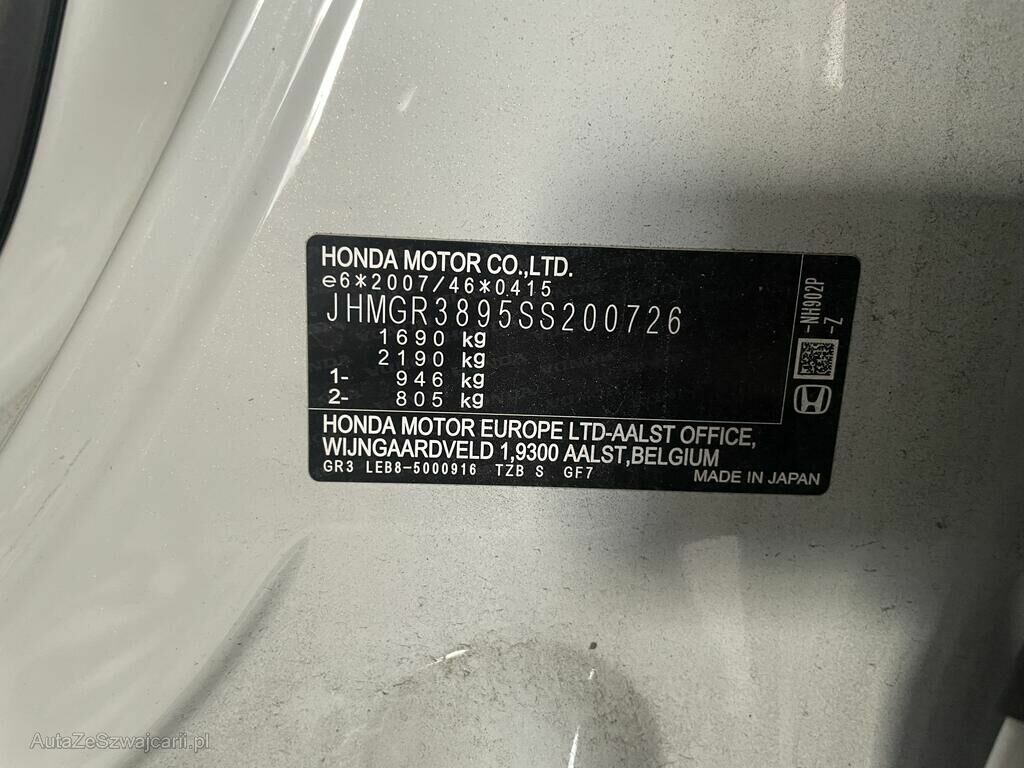 HONDA MOTOR CO.,LTD.
e6*2007/46*0415
JHMGR3895SS200726
1690 kg
2190 kg
1- 946 kg
2- 805 kg
HONDA MOTOR EUROPE LTD-AALST OFFICE,
WIJNGAARDVELD 1,9300 AALST,BELGIUM
GR3 LEB8-5000916 TZB S GF7
MADE IN JAPAN
-NH902P
-Z
AutaZeSzwajcarii.pl